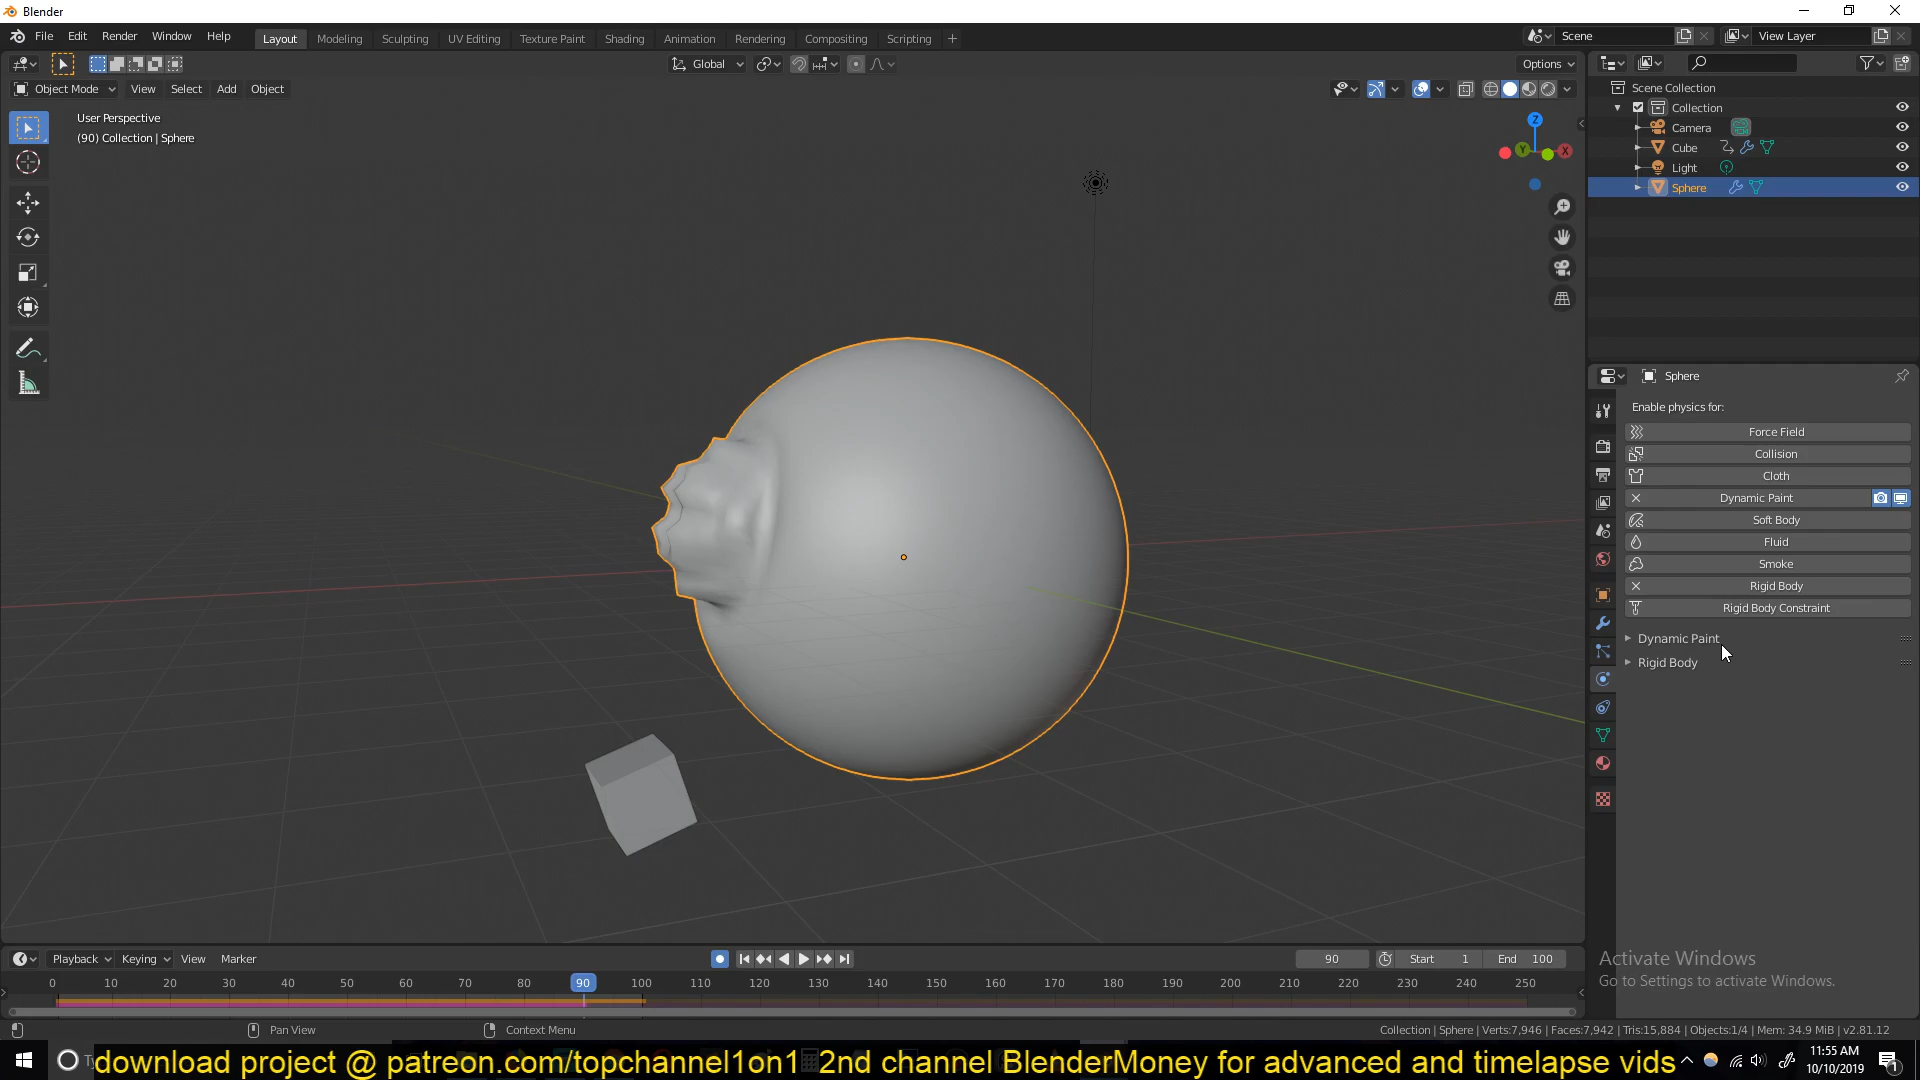 Blender
File Edit Render Window Help
Layout Modeling Sculpting UV Editing Texture Paint Shading Animation Rendering Compositing Scripting +
Scene
View Layer
Global
Options
Object Mode View Select Add Object
User Perspective
(90) Collection | Sphere
Z
Y
X
Scene Collection
Collection
Camera
Cube
Light
Sphere
Sphere
Enable physics for:
Force Field
Collision
Cloth
Dynamic Paint
Soft Body
Fluid
Smoke
Rigid Body
Rigid Body Constraint
Dynamic Paint
Rigid Body
Activate Windows
Go to Settings to activate Windows.
Playback Keying View Marker
90
Start 1
End 100
0 10 20 30 40 50 60 70 80 90 100 110 120 130 140 150 160 170 180 190 200 210 220 230 240 250
Pan View
Context Menu
Collection | Sphere | Verts:7,946 | Faces:7,942 | Tris:15,884 | Objects:1/4 | Mem: 34.9 MiB | v2.81.12
download project @ patreon.com/topchannel1on1 2nd channel BlenderMoney for advanced and timelapse vids
11:55 AM
10/10/2019
1